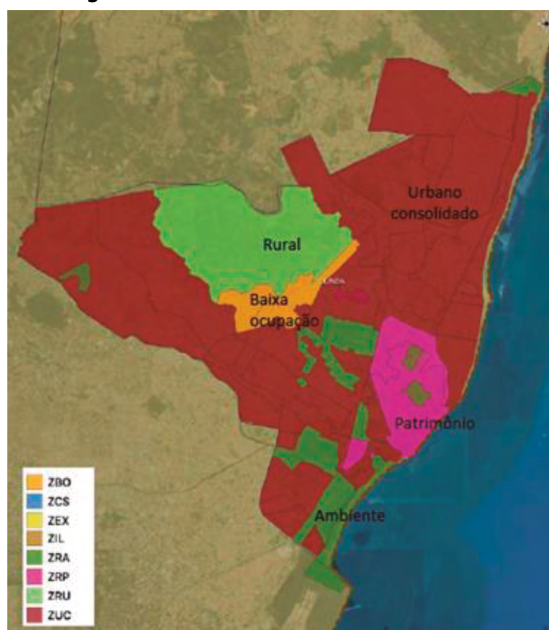 Urbano
consolidado
Rural
Baixa
ocupação
Patrimônio
Ambiente
ZBO
ZCS
ZEX
ZIL
ZRA
ZRP
ZRU
ZUC